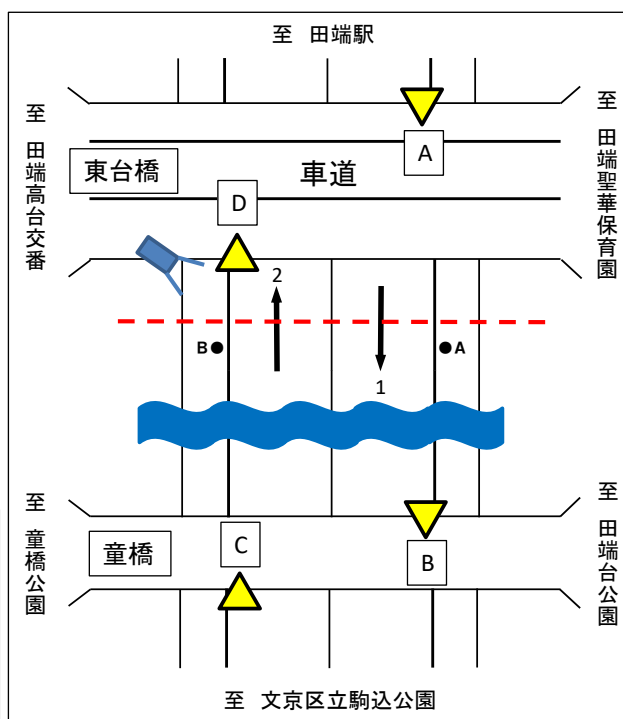 至 田端駅
至 田端高台交番
至 田端聖華保育園
A
東台橋
車道
D
2
B
A
1
至 童橋公園
至 田端台公園
童橋
C
B
至 文京区立駒込公園